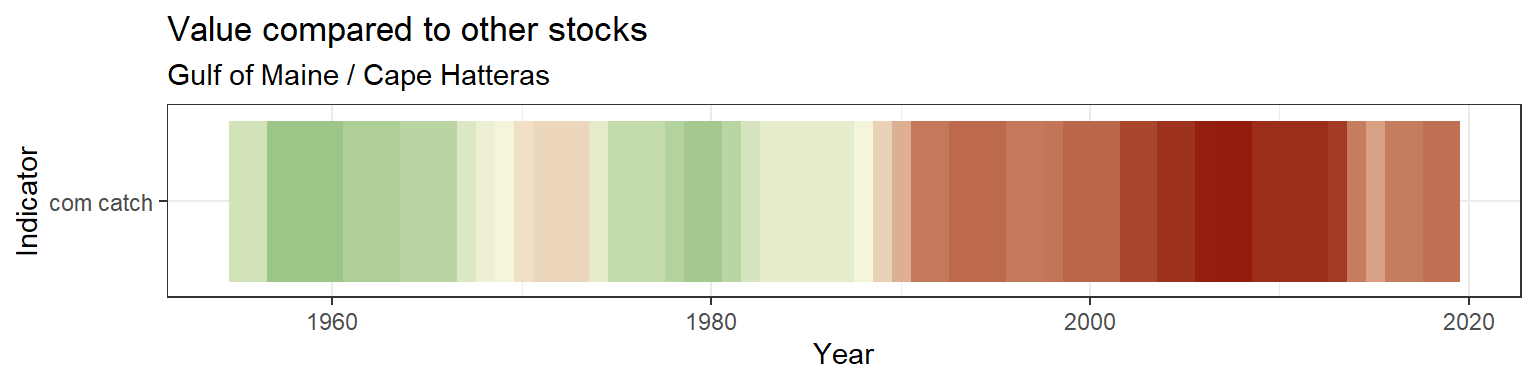 Value compared to other stocks
Gulf of Maine / Cape Hatteras
Indicator
com catch
1960 1980 2000 2020
Year